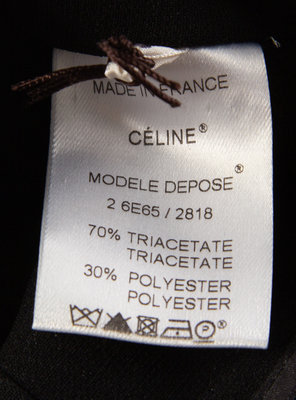 MADE IN FRANCE
CÉLINE®
MODELE DEPOSE®
2 6E65 / 2818
70% TRIACETATE
TRIACETATE
30% POLYESTER
POLYESTER